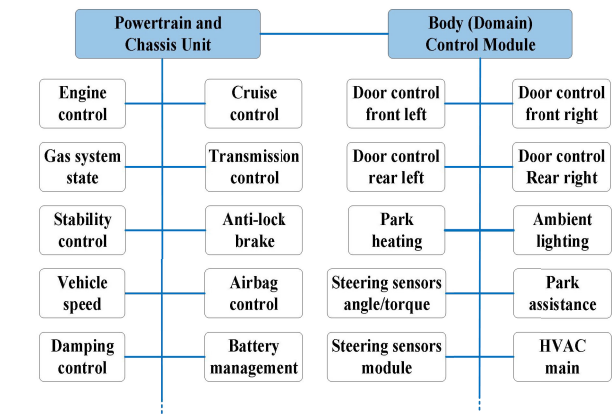 Powertrain and
Chassis Unit
Body (Domain)
Control Module
Engine
control
Cruise
control
Door control
front left
Door control
front right
Gas system
state
Transmission
control
Door control
rear left
Door control
Rear right
Stability
control
Anti-lock
brake
Park
heating
Ambient
lighting
Vehicle
speed
Airbag
control
Steering sensors
angle/torque
Park
assistance
Damping
control
Battery
management
Steering sensors
module
HVAC
main